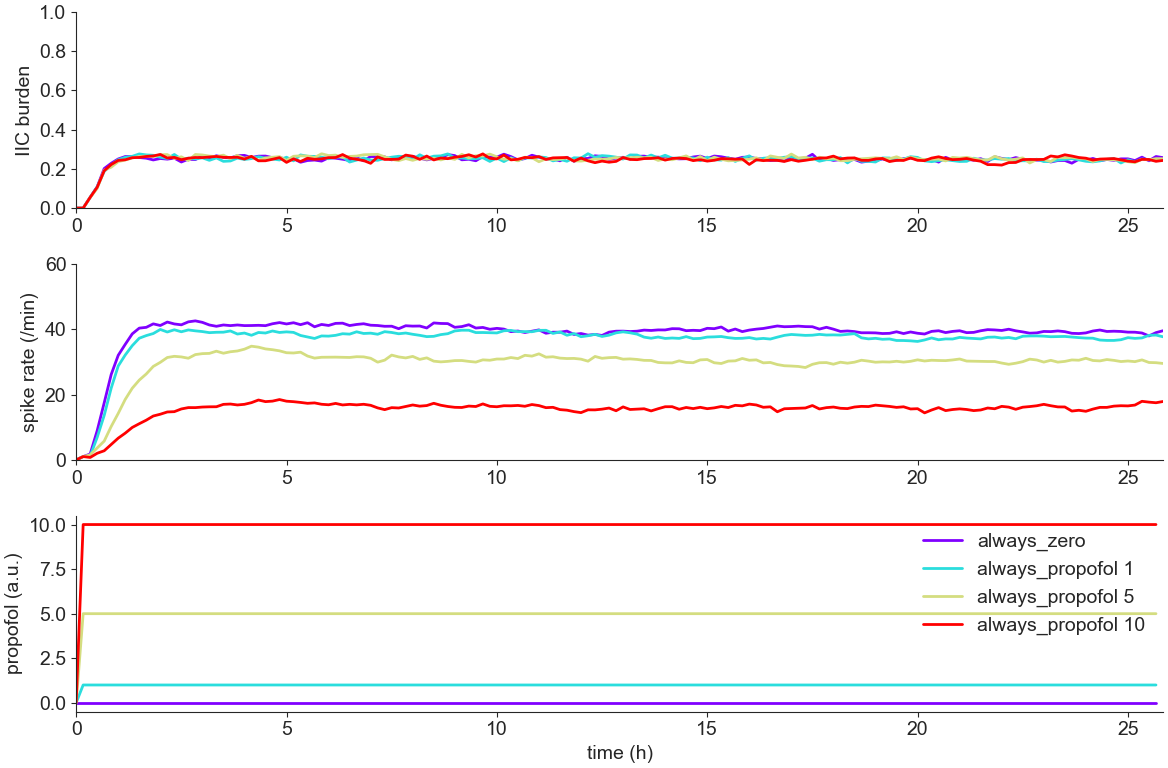 1.0
0.8
0.6
0.4
0.2
0.0
IIC burden
0 5 10 15 20 25
60
40
20
0
spike rate (/min)
0 5 10 15 20 25
10.0
7.5
5.0
2.5
0.0
propofol (a.u.)
always_zero
always_propofol 1
always_propofol 5
always_propofol 10
0 5 10 15 20 25
time (h)